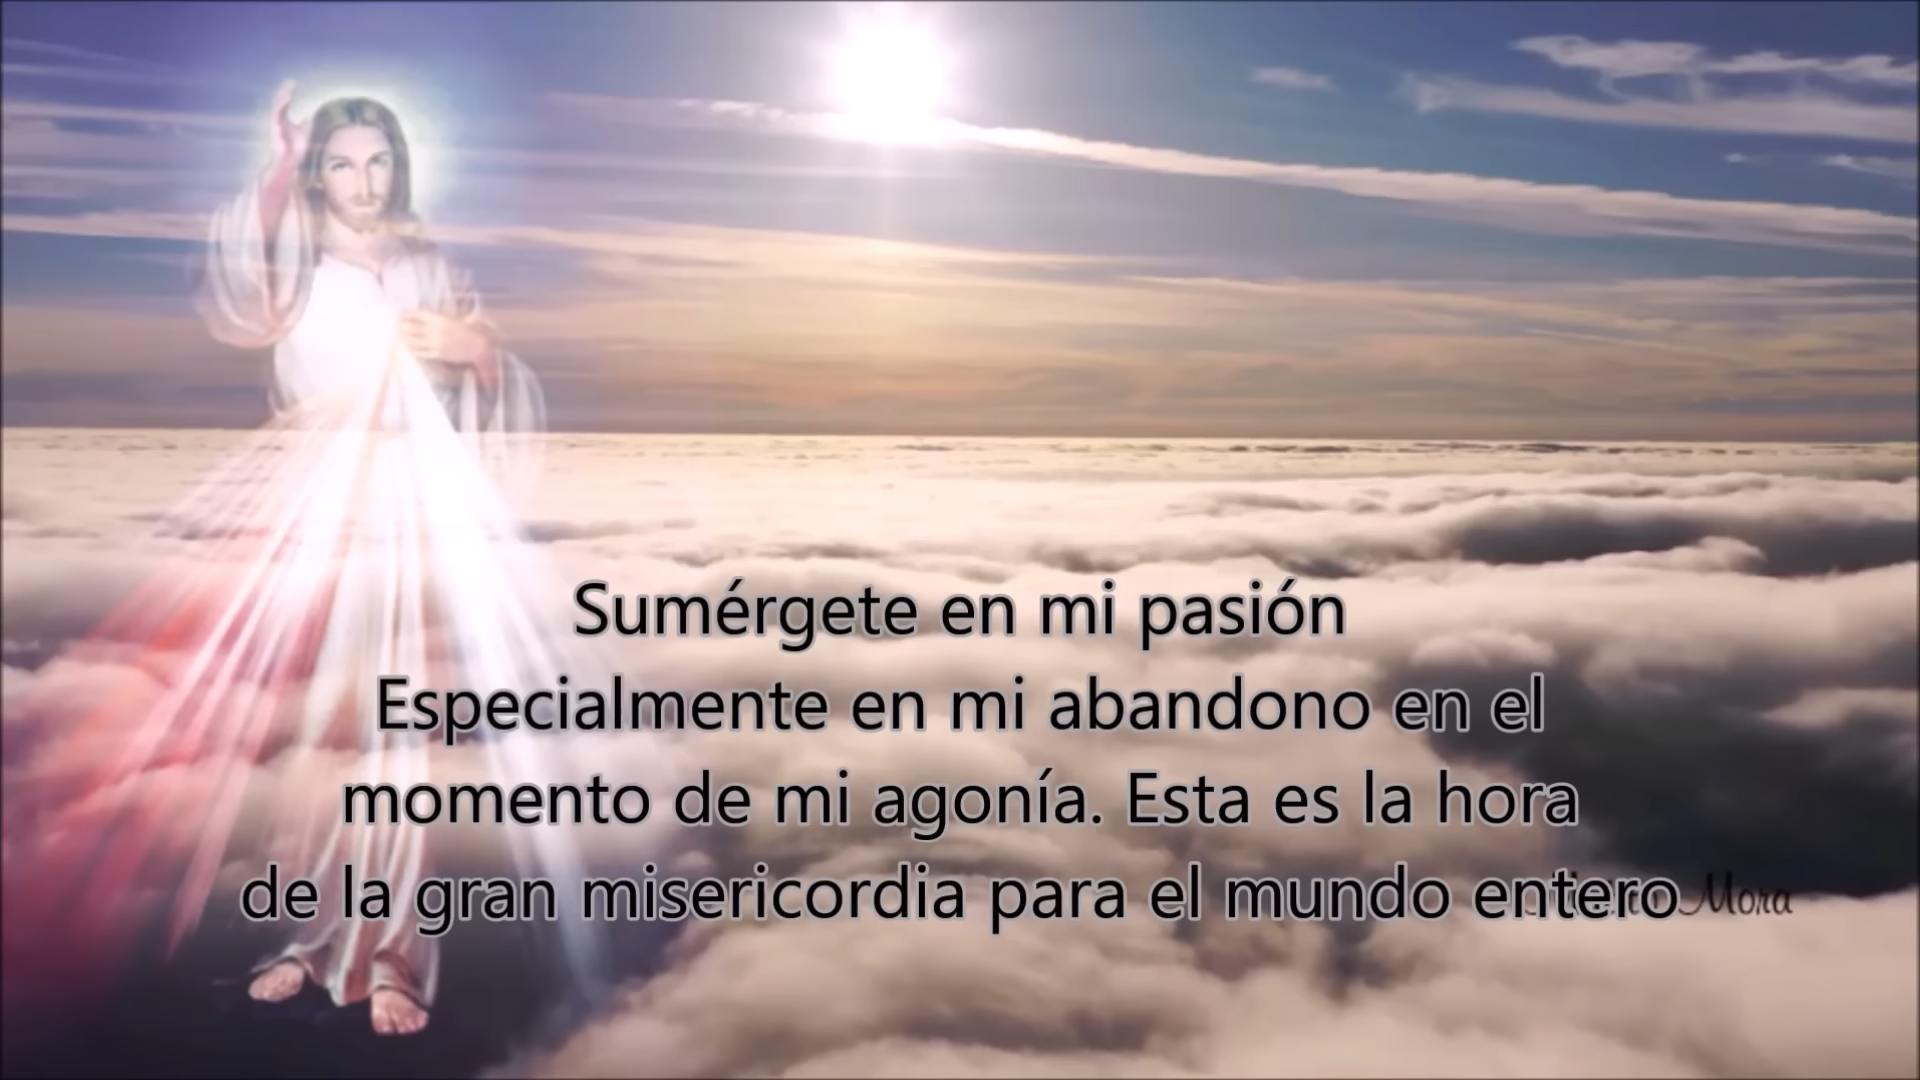 Sumérgete en mi pasión
Especialmente en mi abandono en el
momento de mi agonía. Esta es la hora
de la gran misericordia para el mundo entero
Mora